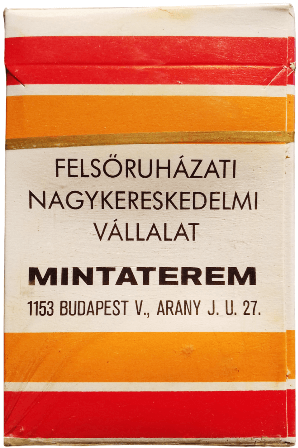 FELSŐRUHÁZATI
NAGYKERESKEDELMI
VÁLLALAT
MINTATEREM
1153 BUDAPEST V., ARANY J. U. 27.